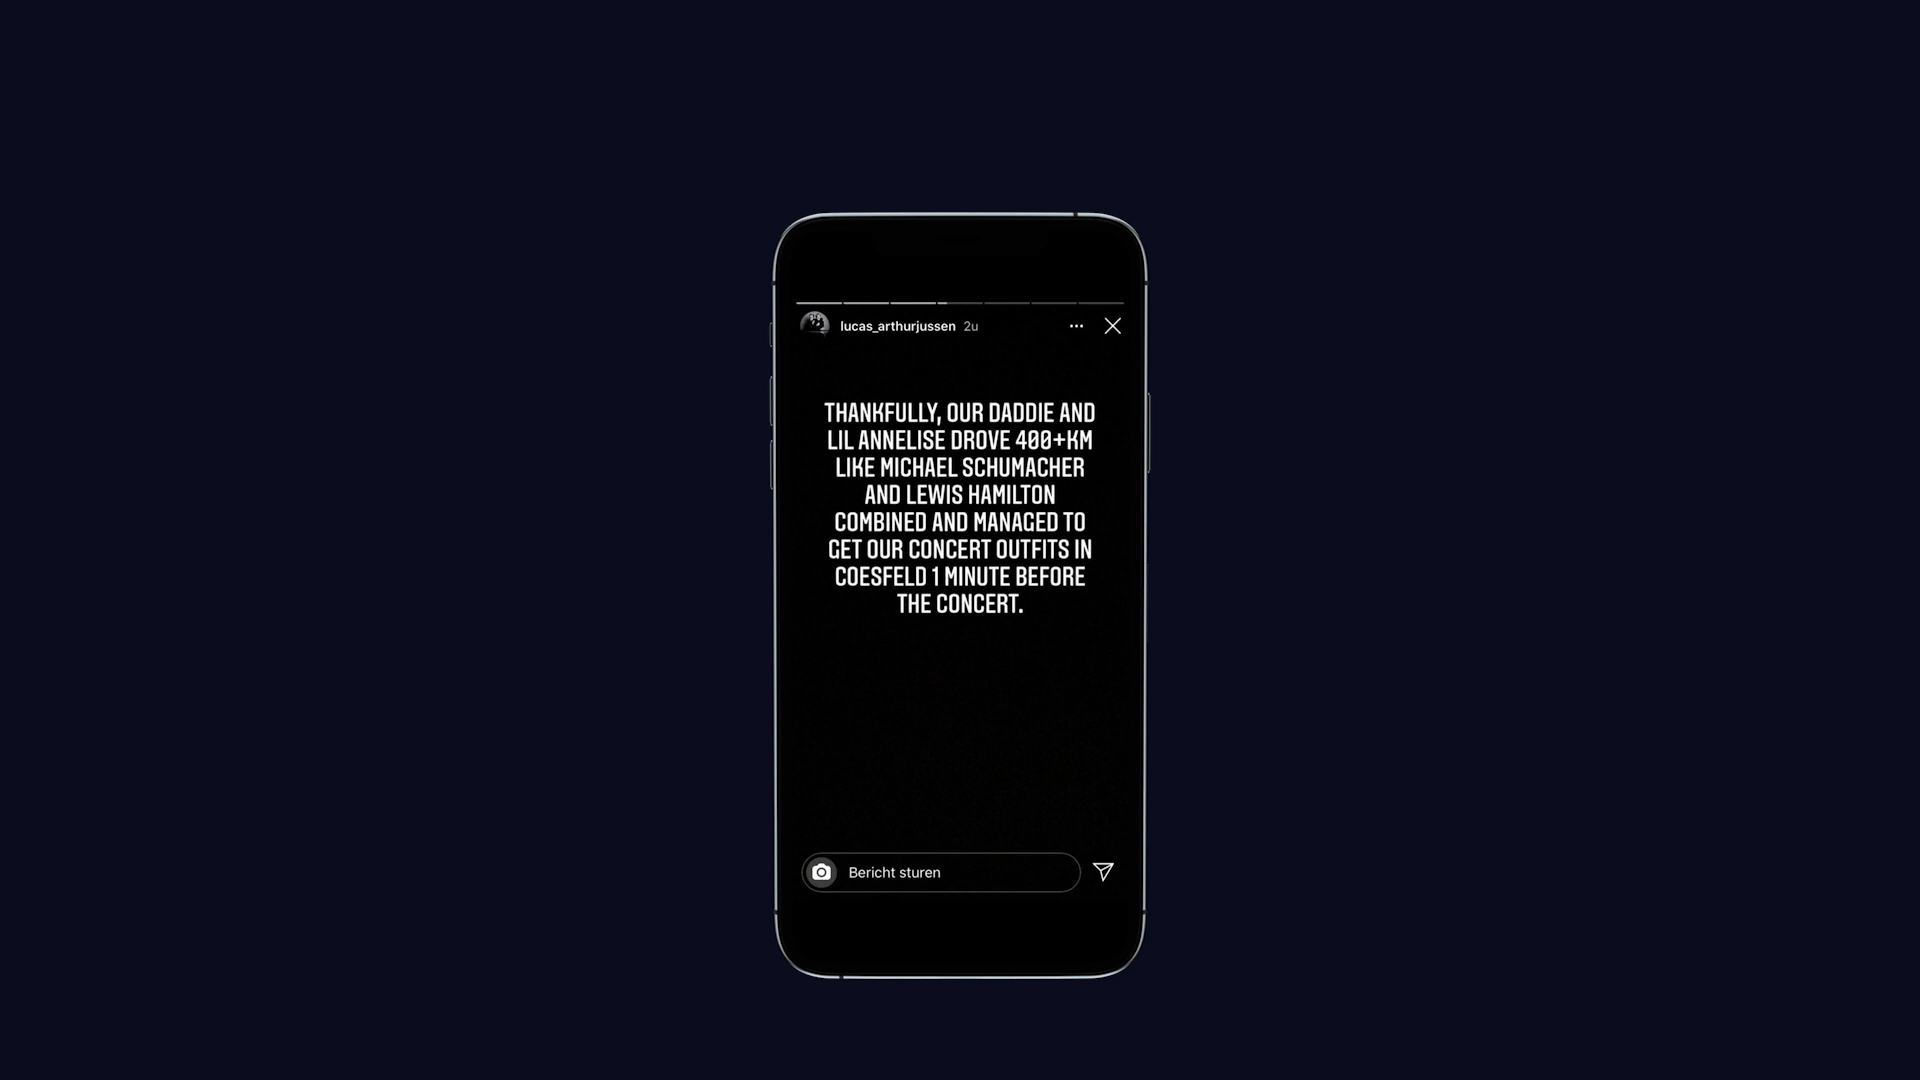 lucas_arthurjussen 2u
THANKFULLY, OUR DADDIE AND
LIL ANNELISE DROVE 400+KM
LIKE MICHAEL SCHUMACHER
AND LEWIS HAMILTON
COMBINED AND MANAGED TO
GET OUR CONCERT OUTFITS IN
COESFELD 1 MINUTE BEFORE
THE CONCERT.
Bericht sturen